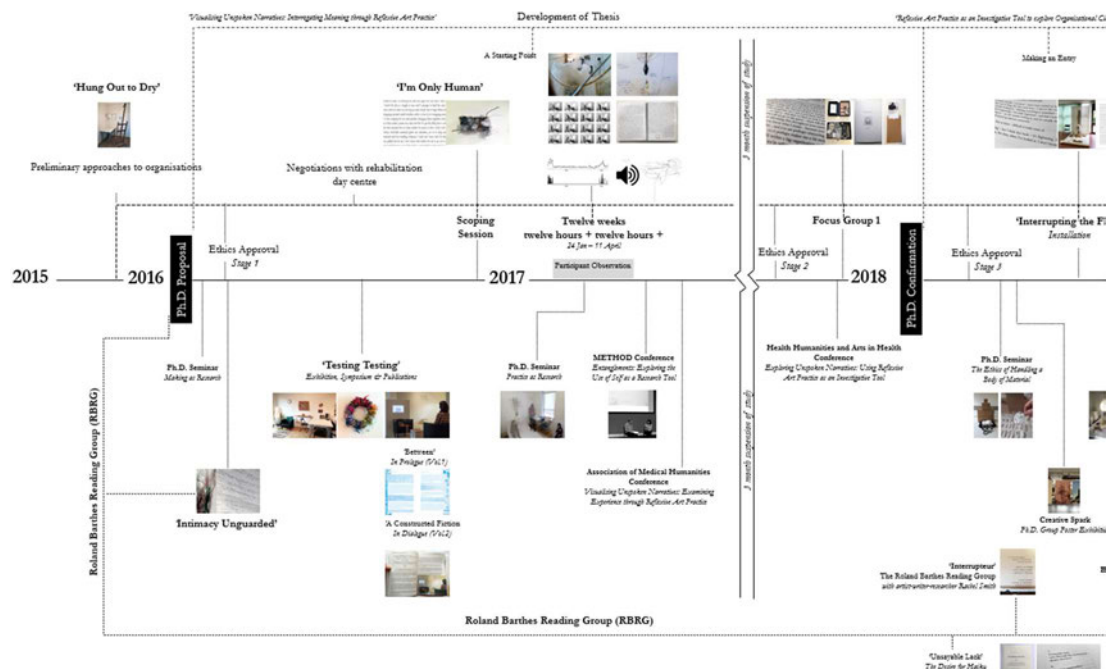 'Visualising Unspoken Narratives: Interrogating Meaning through Reflexive Art Practice'
Development of Thesis
'Reflexive Art Practice as an Investigative Tool to explore Organisational C
A Starting Point
Making an Entry
'Hung Out to Dry'
'I'm Only Human'
3 month suspension of study
Preliminary approaches to organisations
Negotiations with rehabilitation
day centre
Scoping
Session
Twelve weeks
twelve hours + twelve hours +
24 Jan – 11 April
Participant Observation
Focus Group 1
'Interrupting the Fl
Installation
Ethics Approval
Stage 1
Ethics Approval
Stage 2
Ethics Approval
Stage 3
2015
2016
Ph.D. Proposal
2017
2018
Ph.D. Confirmation
Ph.D. Seminar
Making as Research
'Testing Testing'
Exhibition, Symposium & Publications
Ph.D. Seminar
Practice as Research
METHOD Conference
Entanglements: Exploring the
Use of Self as a Research Tool
Health Humanities and Arts in Health
Conference
Exploring Unspoken Narratives: Using Reflexive
Art Practice as an Investigative Tool
Ph.D. Seminar
The Ethics of Handling a
Body of Material
'Between'
In Prologue (Vol.1)
Association of Medical Humanities
Conference
Visualising Unspoken Narratives: Examining
Experience through Reflexive Art Practice
3 month suspension of study
'Intimacy Unguarded'
'A Constructed Fiction
In Dialogue (Vol.2)
Creative Spark
Ph.D. Group Poster Exhibition
Roland Barthes Reading Group (RBRG)
'Interrupteur'
The Roland Barthes Reading Group
with artist-writer-researcher Rachel Smith
Roland Barthes Reading Group (RBRG)
'Unsayable Lack'
The Desire for Haiku